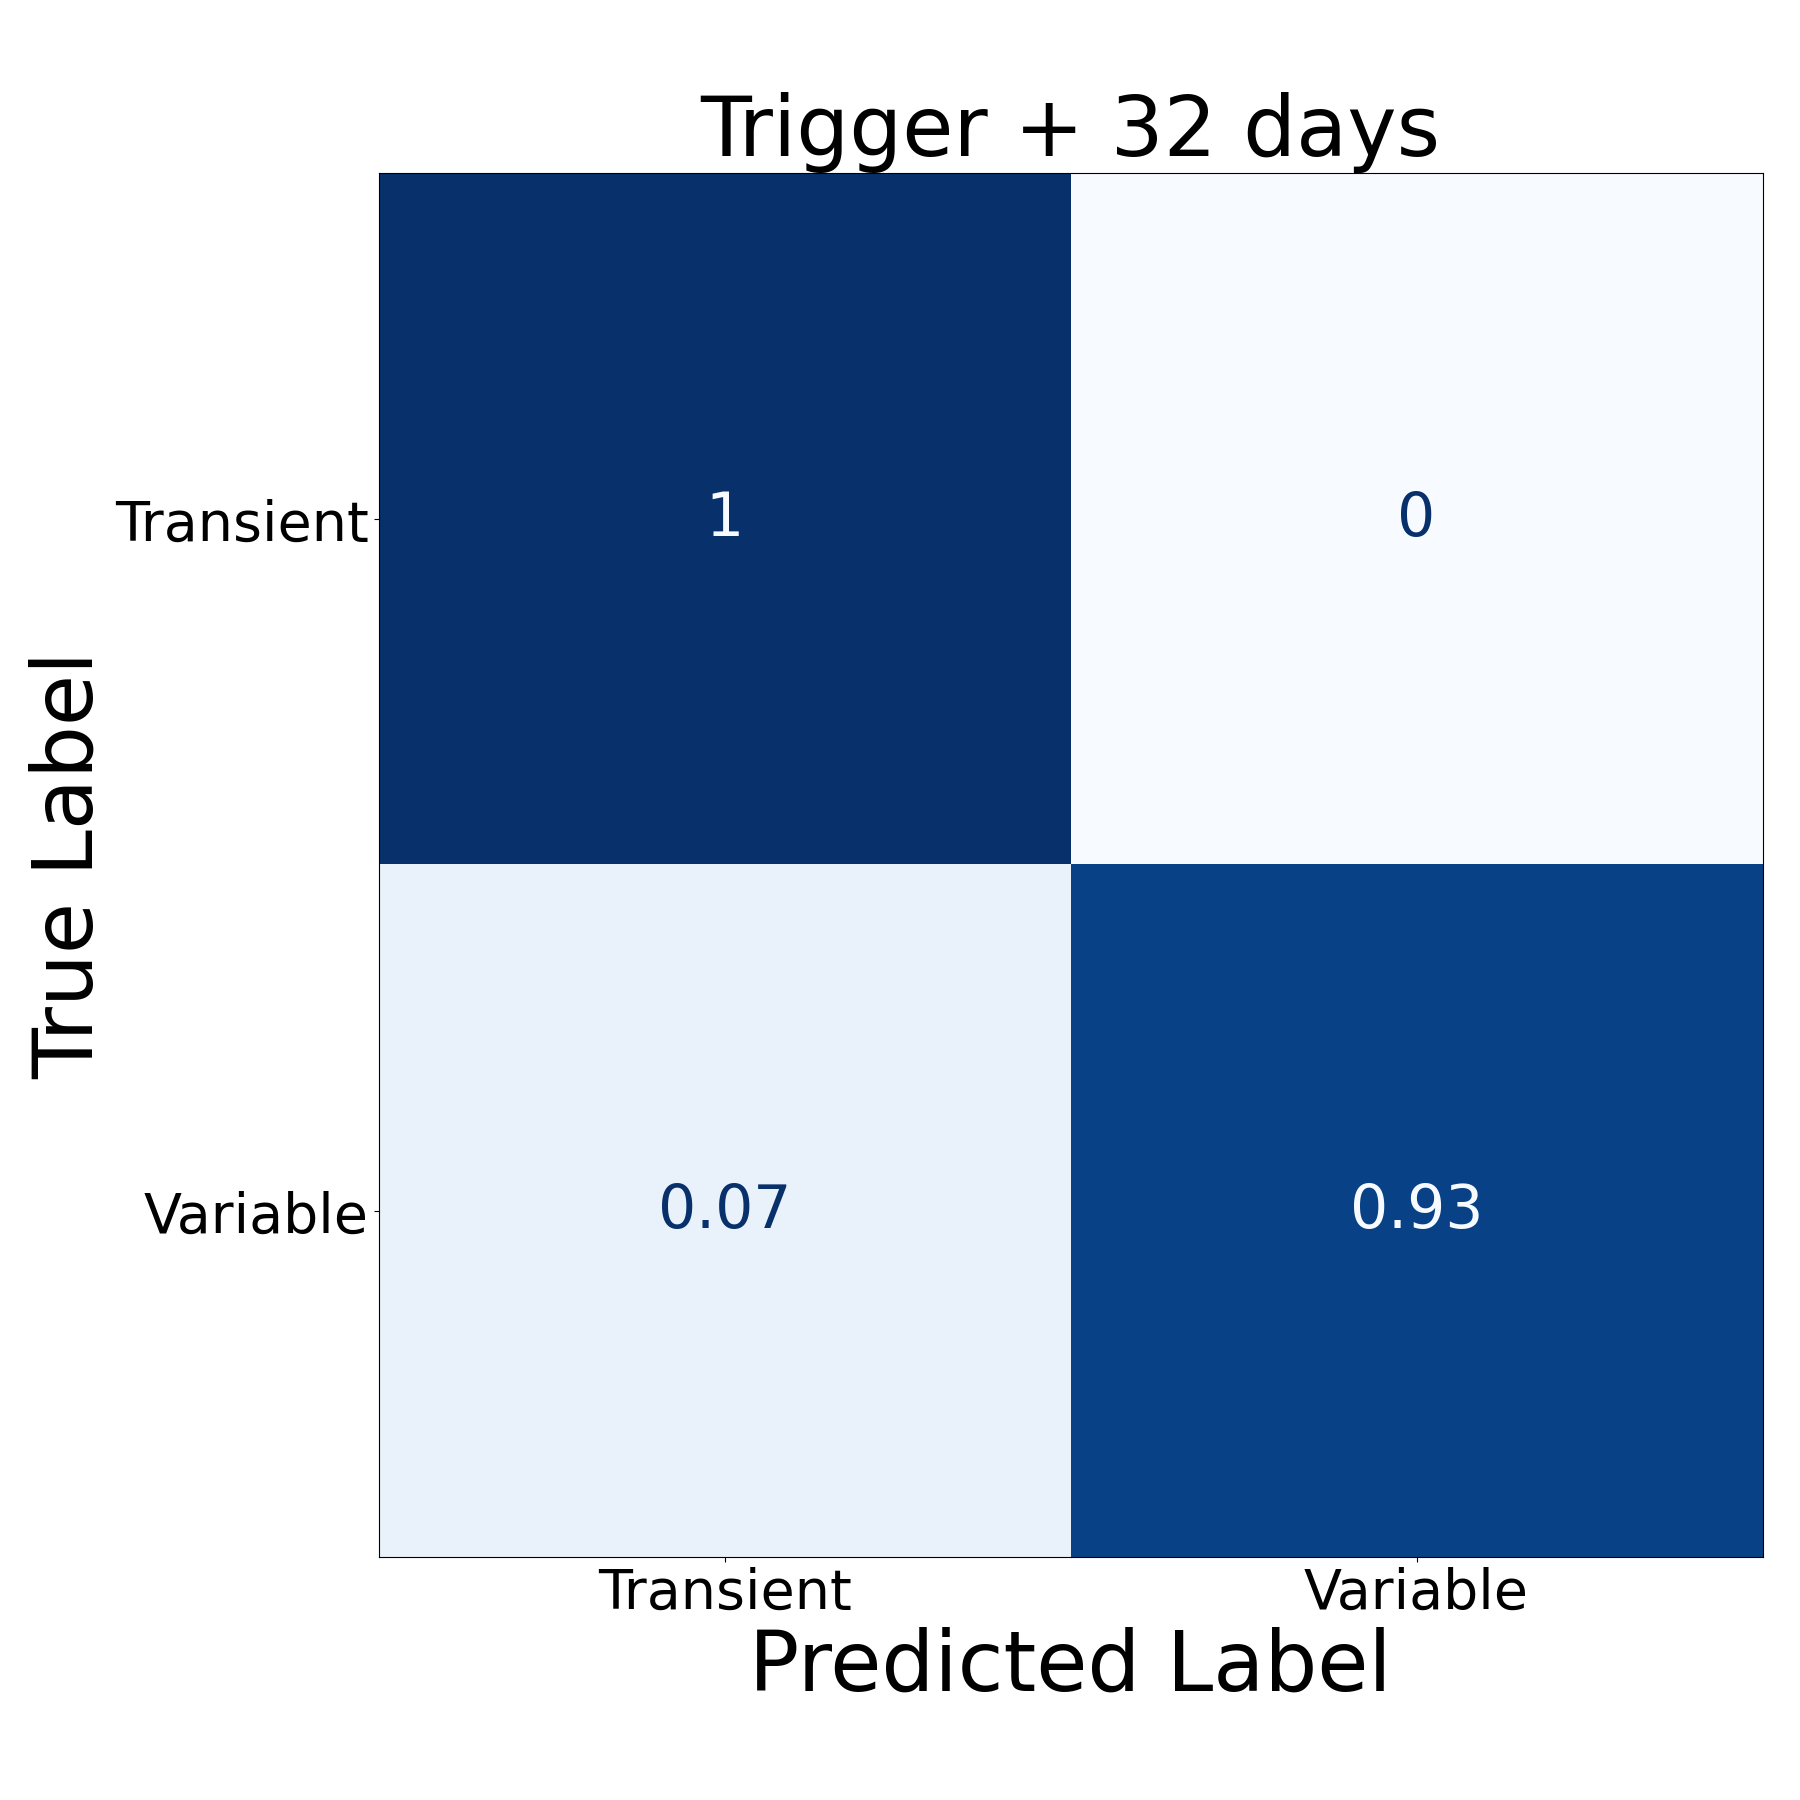 Trigger + 32 days
True Label
Transient
1
0
Variable
0.07
0.93
Transient
Variable
Predicted Label